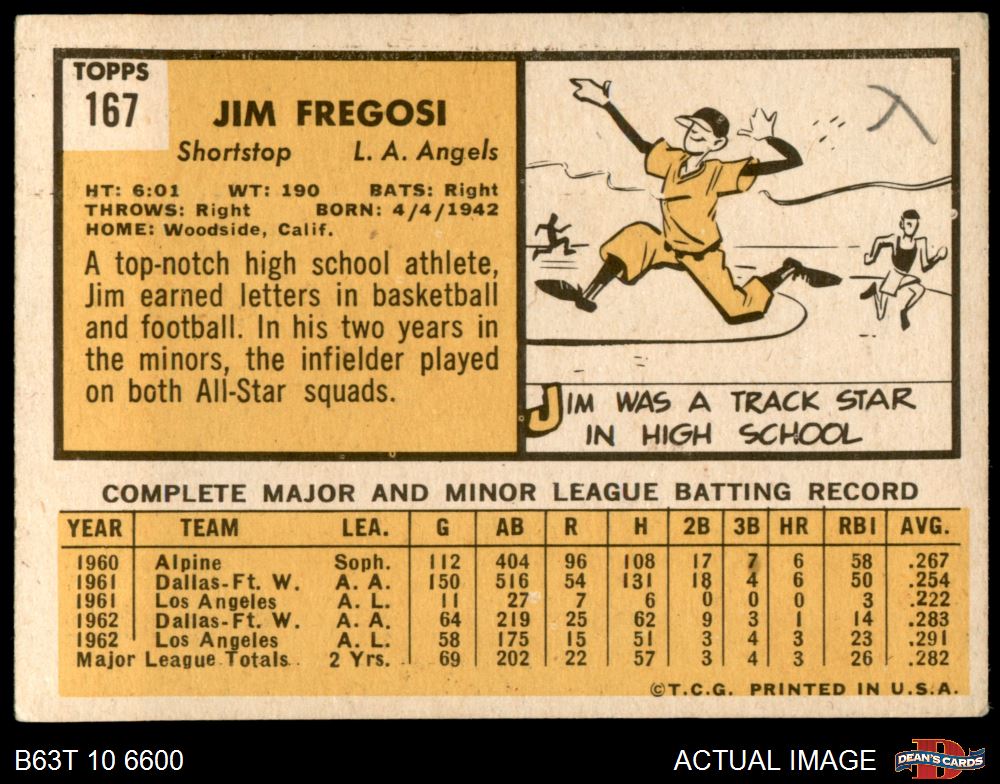 TOPPS
167
JIM FREGOSI
Shortstop L. A. Angels
HT: 6:01 WT: 190 BATS: Right
THROWS: Right BORN: 4/4/1942
HOME: Woodside, Calif.
A top-notch high school athlete,
Jim earned letters in basketball
and football. In his two years in
the minors, the infielder played
on both All-Star squads.
JIM WAS A TRACK STAR
IN HIGH SCHOOL
COMPLETE MAJOR AND MINOR LEAGUE BATTING RECORD
YEAR TEAM LEA. G AB R H 2B 3B HR RBI AVG.
1960 Alpine Soph. 112 404 96 108 17 7 6 58 .267
1961 Dallas-Ft. W. A. A. 150 516 54 131 18 4 6 50 .254
1961 Los Angeles A. L. 11 27 7 6 0 0 0 3 .222
1962 Dallas-Ft. W. A. A. 64 219 25 62 9 3 1 14 .283
1962 Los Angeles A. L. 58 175 15 51 3 4 3 23 .291
Major League Totals 2 Yrs. 69 202 22 57 3 4 3 26 .282
©T.C.G. PRINTED IN U.S.A.
B63T 10 6600
ACTUAL IMAGE
DEAN'S CARDS